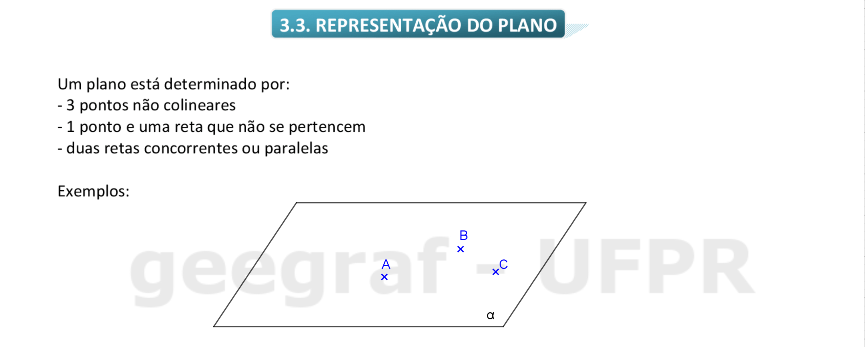 3.3. REPRESENTAÇÃO DO PLANO
Um plano está determinado por:
- 3 pontos não colineares
- 1 ponto e uma reta que não se pertencem
- duas retas concorrentes ou paralelas
Exemplos:
B
A
C
geegraf - UFPR
α